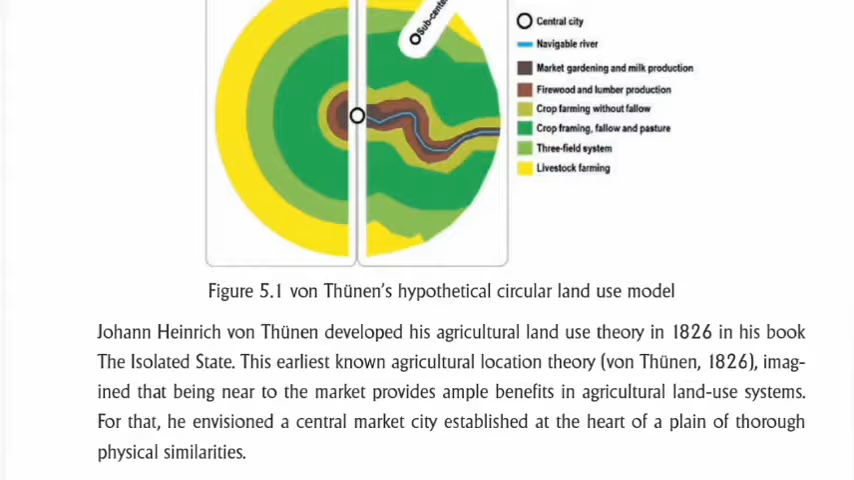 Sub-center
Central city
Navigable river
Market gardening and milk production
Firewood and lumber production
Crop farming without fallow
Crop framing, fallow and pasture
Three-field system
Livestock farming
Figure 5.1 von Thünen's hypothetical circular land use model
Johann Heinrich von Thünen developed his agricultural land use theory in 1826 in his book
The Isolated State. This earliest known agricultural location theory (von Thünen, 1826), imag-
ined that being near to the market provides ample benefits in agricultural land-use systems.
For that, he envisioned a central market city established at the heart of a plain of thorough
physical similarities.